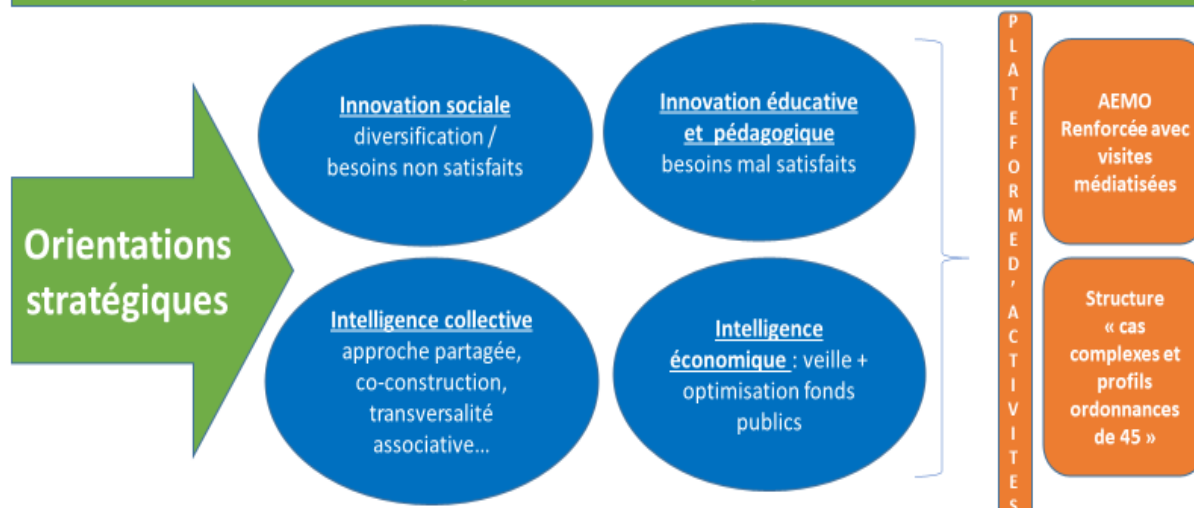 Orientations
stratégiques
Innovation sociale
diversification /
besoins non satisfaits
Innovation éducative
et pédagogique
besoins mal satisfaits
Intelligence collective
approche partagée,
co-construction,
transversalité
associative...
Intelligence
économique : veille +
optimisation fonds
publics
PLATEFORME D' ACTIVITES
AEMO
Renforcée avec
visites
médiatisées
Structure
« cas
complexes et
profils
ordonnances
de 45 »